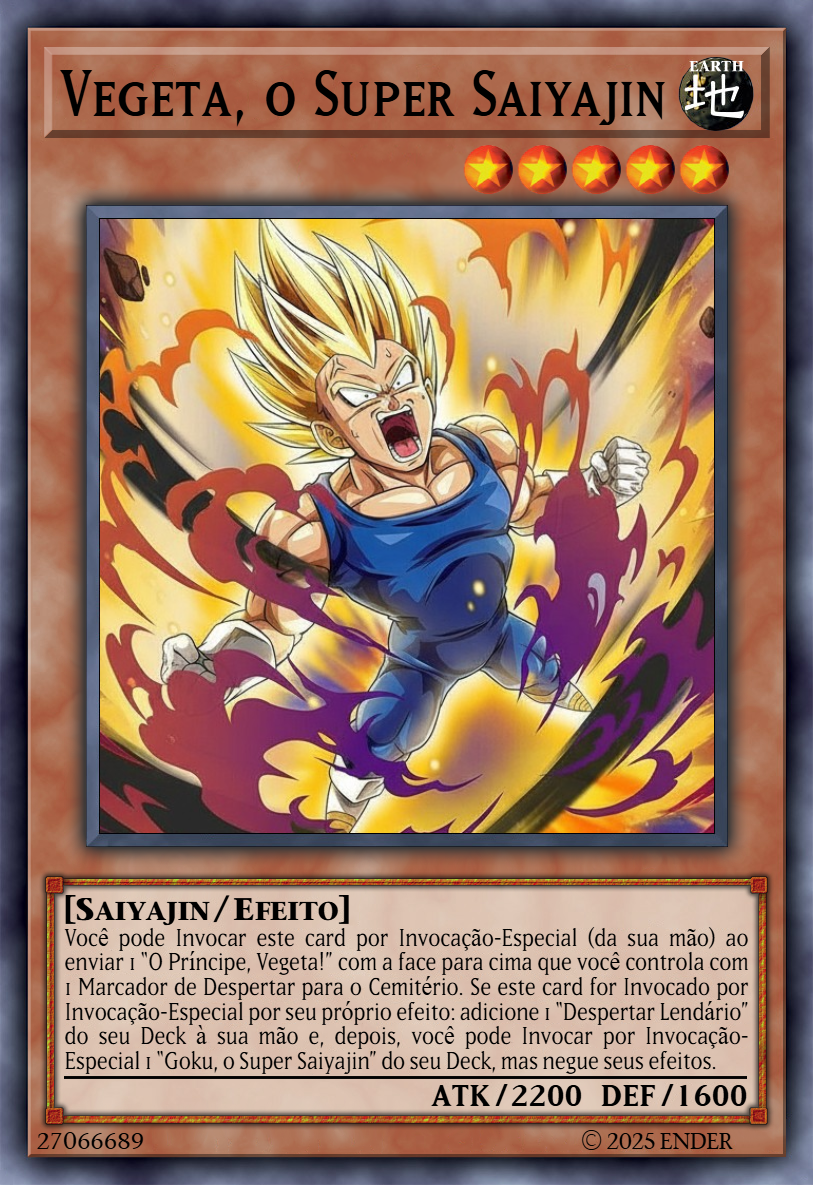 Vegeta, o Super Saiyajin
EARTH
地
[Saiyajin/Efeito]
Você pode Invocar este card por Invocação-Especial (da sua mão) ao
enviar 1 "O Príncipe, Vegeta!" com a face para cima que você controla com
1 Marcador de Despertar para o Cemitério. Se este card for Invocado por
Invocação-Especial por seu próprio efeito: adicione 1 "Despertar Lendário"
do seu Deck à sua mão e, depois, você pode Invocar por Invocação-
Especial 1 "Goku, o Super Saiyajin" do seu Deck, mas negue seus efeitos.
ATK/2200 DEF/1600
27066689
© 2025 ENDER